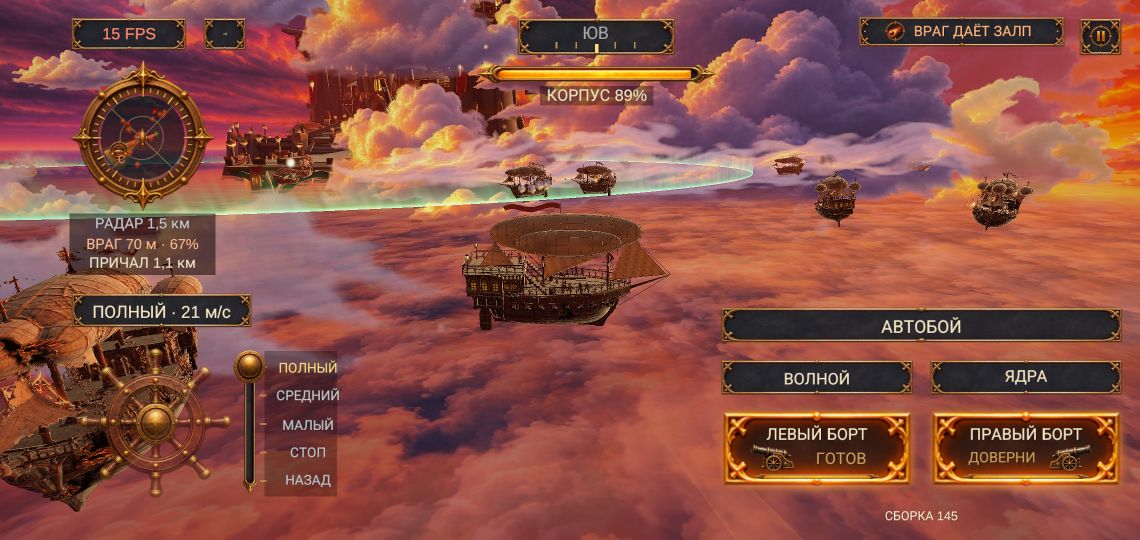 15 FPS
ЮВ
ВРАГ ДАЁТ ЗАЛП
КОРПУС 89%
РАДАР 1,5 км
ВРАГ 70 м · 67%
ПРИЧАЛ 1,1 км
ПОЛНЫЙ · 21 м/с
ПОЛНЫЙ
СРЕДНИЙ
МАЛЫЙ
СТОП
НАЗАД
АВТОБОЙ
ВОЛНОЙ
ЯДРА
ЛЕВЫЙ БОРТ
ГОТОВ
ПРАВЫЙ БОРТ
ДОВЕРНИ
СБОРКА 145